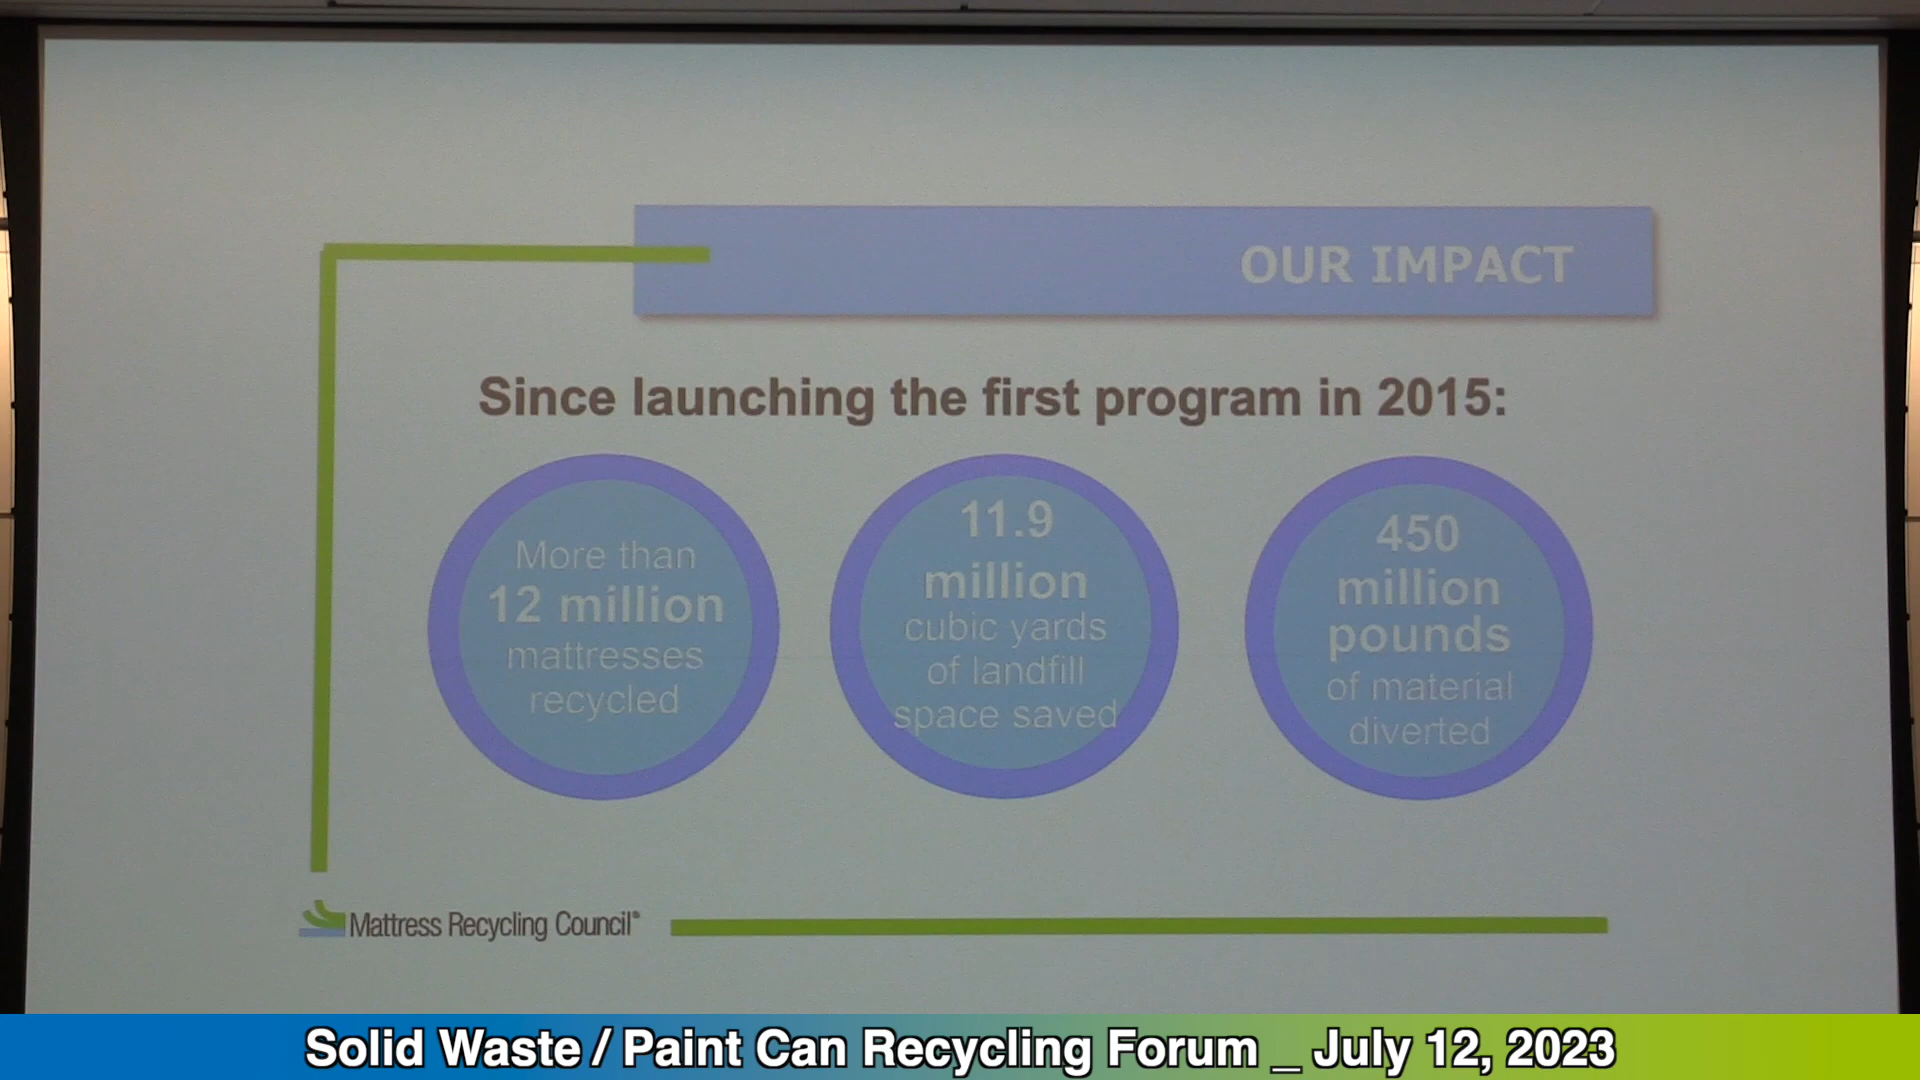 OUR IMPACT
Since launching the first program in 2015:
More than
12 million
mattresses
recycled
11.9
million
cubic yards
of landfill
space saved
450
million
pounds
of material
diverted
Mattress Recycling Council®
Solid Waste / Paint Can Recycling Forum _ July 12, 2023